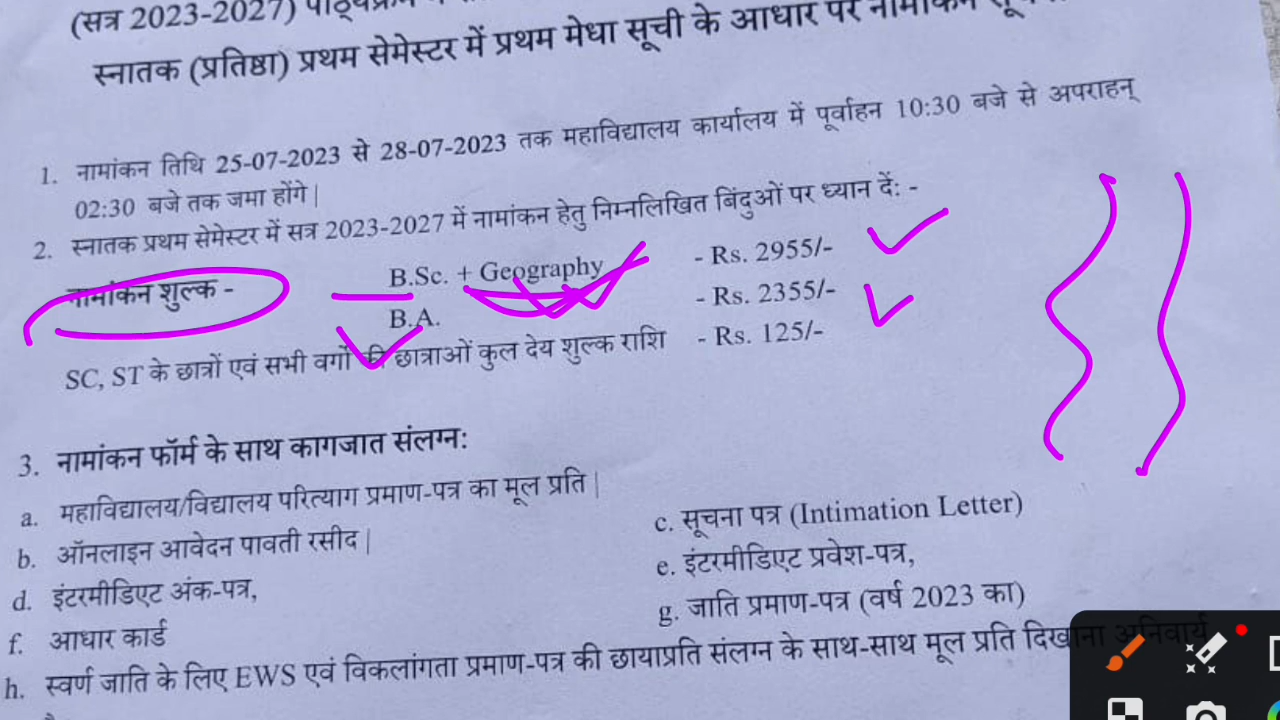 (सत्र 2023-2027) पाठ्यक्रम में
स्नातक (प्रतिष्ठा) प्रथम सेमेस्टर में प्रथम मेधा सूची के आधार पर नामांकन
1. नामांकन तिथि 25-07-2023 से 28-07-2023 तक महाविद्यालय कार्यालय में पूर्वाहन 10:30 बजे से अपराहन्
02:30 बजे तक जमा होंगे |
2. स्नातक प्रथम सेमेस्टर में सत्र 2023-2027 में नामांकन हेतु निम्नलिखित बिंदुओं पर ध्यान दें: -
नामांकन शुल्क - B.Sc. + Geography - Rs. 2955/-
B.A. - Rs. 2355/-
SC, ST के छात्रों एवं सभी वर्गों की छात्राओं कुल देय शुल्क राशि - Rs. 125/-
3. नामांकन फॉर्म के साथ कागजात संलग्न:
a. महाविद्यालय/विद्यालय परित्याग प्रमाण-पत्र का मूल प्रति |
b. ऑनलाइन आवेदन पावती रसीद | c. सूचना पत्र (Intimation Letter)
d. इंटरमीडिएट अंक-पत्र, e. इंटरमीडिएट प्रवेश-पत्र,
f. आधार कार्ड g. जाति प्रमाण-पत्र (वर्ष 2023 का)
h. स्वर्ण जाति के लिए EWS एवं विकलांगता प्रमाण-पत्र की छायाप्रति संलग्न के साथ-साथ मूल प्रति दिखाना अनिवार्य